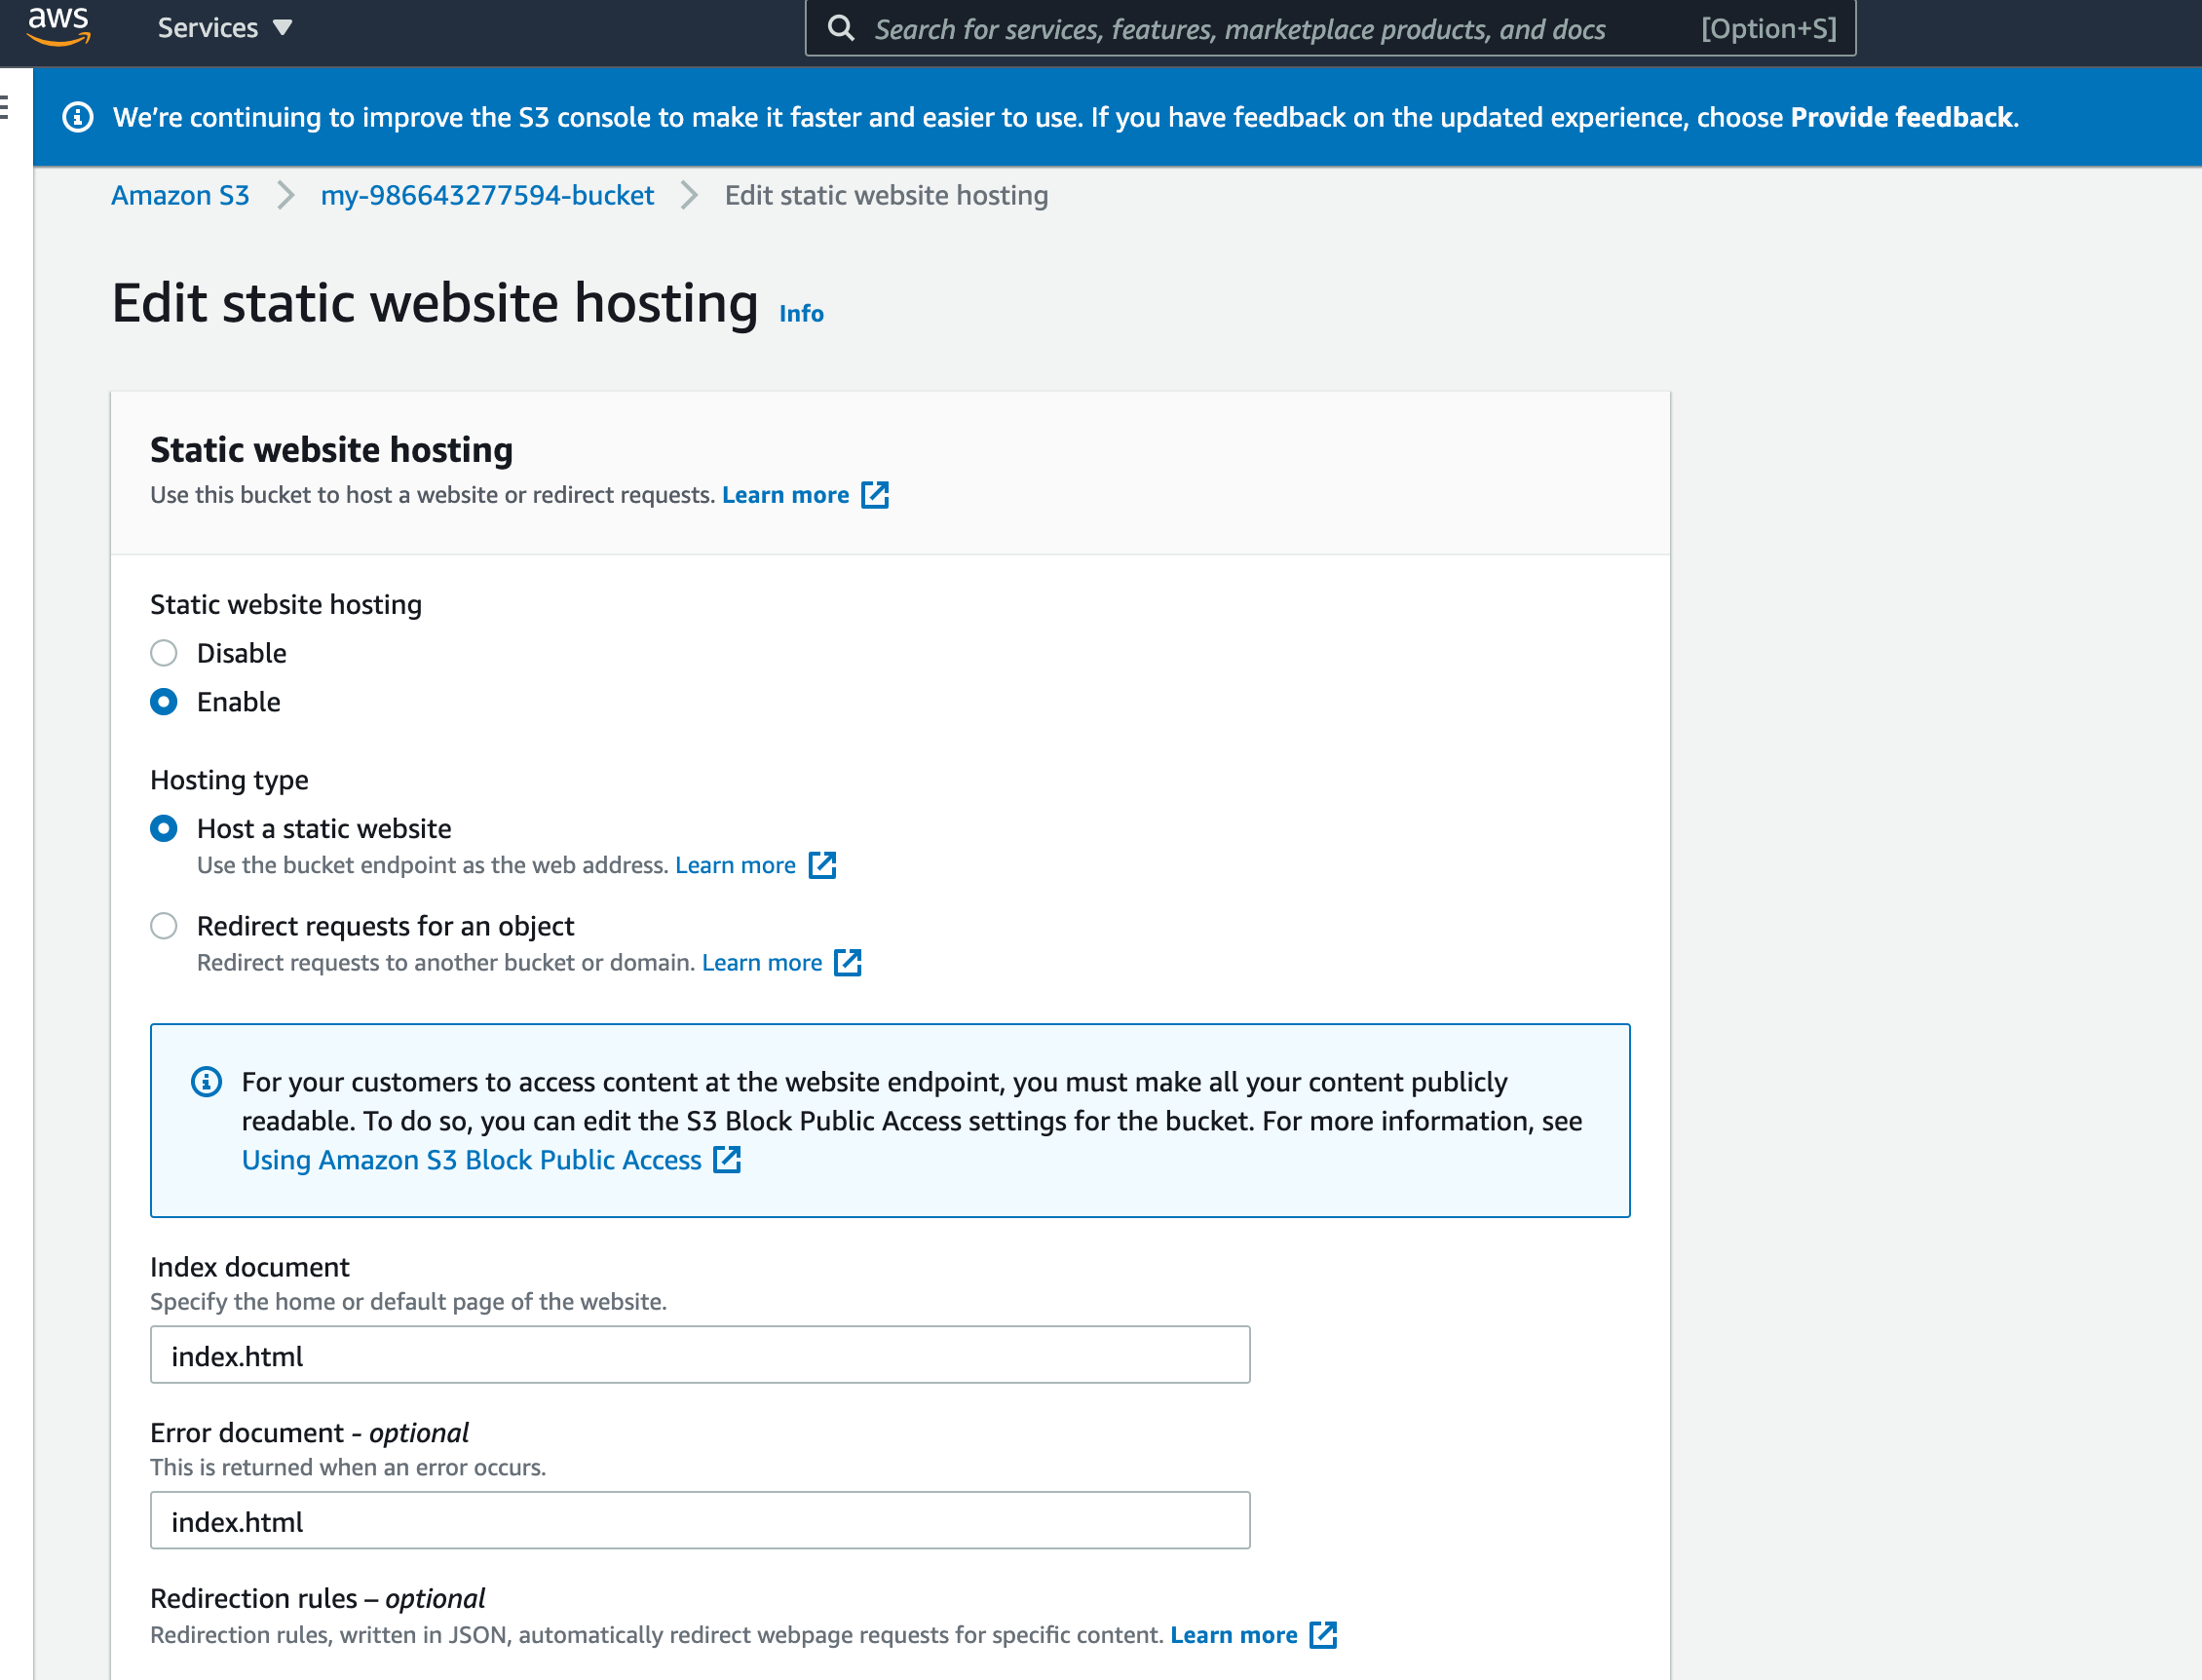 aws
Services
Search for services, features, marketplace products, and docs
[Option+S]
We’re continuing to improve the S3 console to make it faster and easier to use. If you have feedback on the updated experience, choose Provide feedback.
Amazon S3
my-986643277594-bucket
Edit static website hosting
Edit static website hosting Info
Static website hosting
Use this bucket to host a website or redirect requests. Learn more
Static website hosting
Disable
Enable
Hosting type
Host a static website
Use the bucket endpoint as the web address. Learn more
Redirect requests for an object
Redirect requests to another bucket or domain. Learn more
For your customers to access content at the website endpoint, you must make all your content publicly
readable. To do so, you can edit the S3 Block Public Access settings for the bucket. For more information, see
Using Amazon S3 Block Public Access
Index document
Specify the home or default page of the website.
index.html
Error document - optional
This is returned when an error occurs.
index.html
Redirection rules – optional
Redirection rules, written in JSON, automatically redirect webpage requests for specific content. Learn more